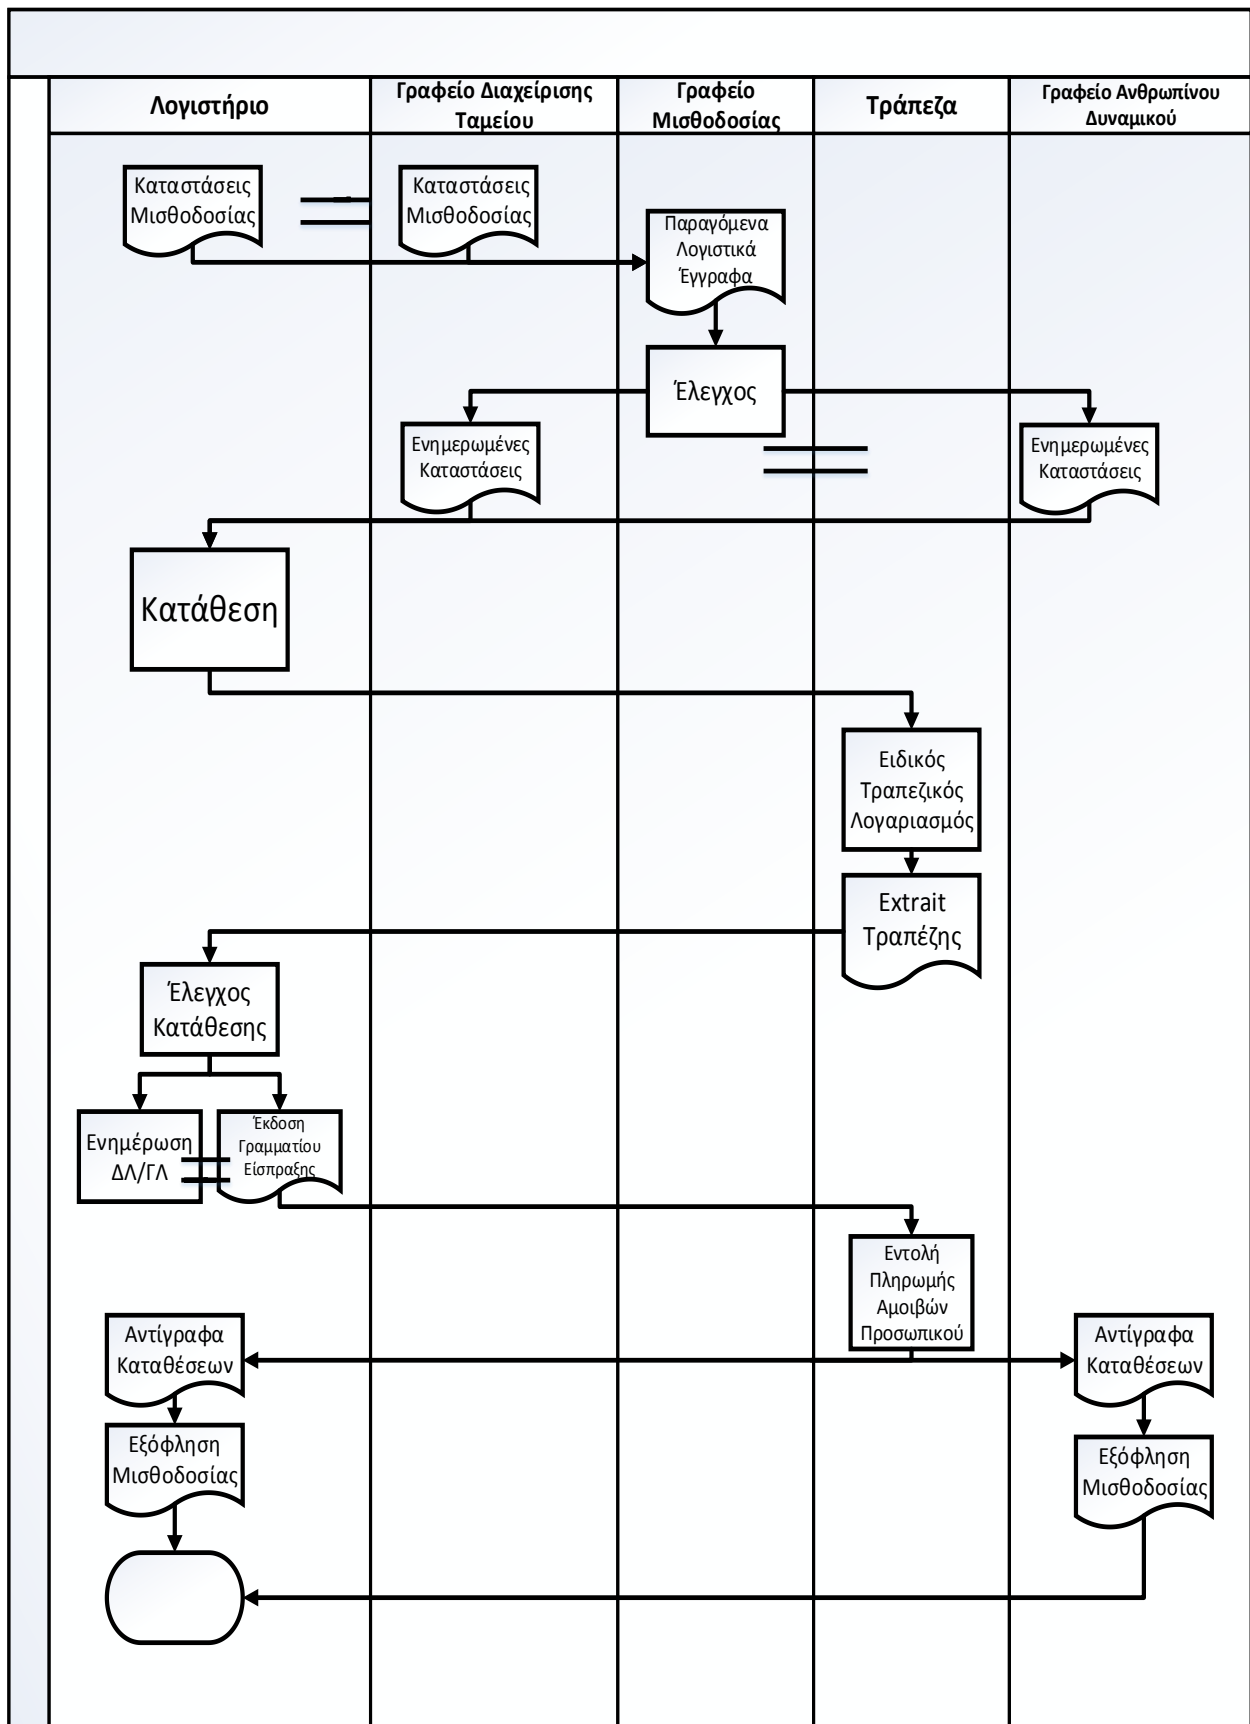 Λογιστήριο
Γραφείο Διαχείρισης
Ταμείου
Γραφείο
Μισθοδοσίας
Τράπεζα
Γραφείο Ανθρωπίνου
Δυναμικού
Καταστάσεις
Μισθοδοσίας
Καταστάσεις
Μισθοδοσίας
Παραγόμενα
Λογιστικά
Έγγραφα
Έλεγχος
Ενημερωμένες
Καταστάσεις
Ενημερωμένες
Καταστάσεις
Κατάθεση
Ειδικός
Τραπεζικός
Λογαριασμός
Extrait
Τραπέζης
Έλεγχος
Κατάθεσης
Ενημέρωση
ΔΛ/ΓΛ
Έκδοση
Γραμματίου
Είσπραξης
Εντολή
Πληρωμής
Αμοιβών
Προσωπικού
Αντίγραφα
Καταθέσεων
Αντίγραφα
Καταθέσεων
Εξόφληση
Μισθοδοσίας
Εξόφληση
Μισθοδοσίας